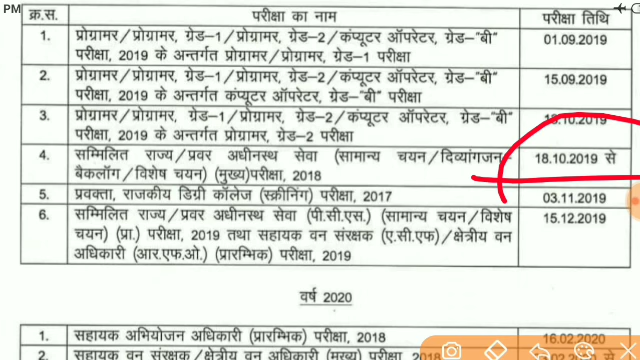 PM
क्र.स. परीक्षा का नाम परीक्षा तिथि
1. प्रोग्रामर/प्रोग्रामर, ग्रेड–1/प्रोग्रामर, ग्रेड–2/कंप्यूटर ऑपरेटर, ग्रेड–"बी" 01.09.2019
परीक्षा, 2019 के अन्तर्गत प्रोग्रामर/प्रोग्रामर, ग्रेड–1 परीक्षा
2. प्रोग्रामर/प्रोग्रामर, ग्रेड–1/प्रोग्रामर, ग्रेड–2/कंप्यूटर ऑपरेटर, ग्रेड–"बी" 15.09.2019
परीक्षा, 2019 के अन्तर्गत कंप्यूटर ऑपरेटर, ग्रेड–"बी" परीक्षा
3. प्रोग्रामर/प्रोग्रामर, ग्रेड–1/प्रोग्रामर, ग्रेड–2/कंप्यूटर ऑपरेटर, ग्रेड–"बी"
परीक्षा, 2019 के अन्तर्गत प्रोग्रामर, ग्रेड–2 परीक्षा
4. सम्मिलित राज्य/प्रवर अधीनस्थ सेवा (सामान्य चयन/दिव्यांगजन– 18.10.2019 से
बैकलॉग/विशेष चयन) (मुख्य)परीक्षा, 2018
5. प्रवक्ता, राजकीय डिग्री कॉलेज (स्क्रीनिंग) परीक्षा, 2017 03.11.2019
6. सम्मिलित राज्य/प्रवर अधीनस्थ सेवा (पी.सी.एस.) (सामान्य चयन/विशेष 15.12.2019
चयन) (प्रा.) परीक्षा, 2019 तथा सहायक वन संरक्षक (ए.सी.एफ)/क्षेत्रीय वन
अधिकारी (आर.एफ.ओ.) (प्रारम्भिक) परीक्षा, 2019
वर्ष 2020
1. सहायक अभियोजन अधिकारी (प्रारम्भिक) परीक्षा, 2018 16.02.2020
2. सहायक वन संरक्षक/क्षेत्रीय वन अधिकारी (मुख्य) परीक्षा, 2018 से